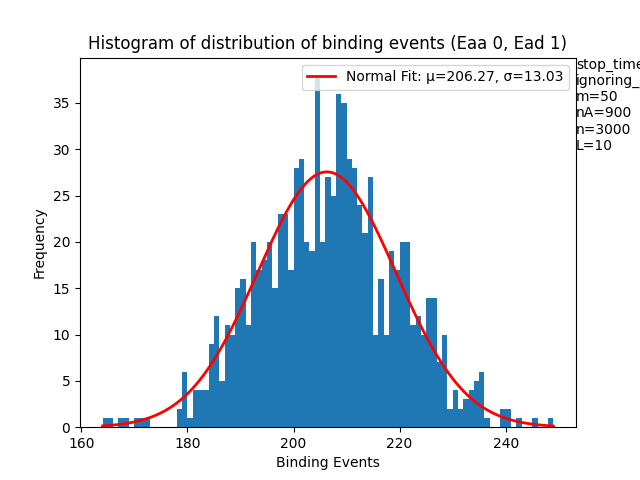 Histogram of distribution of binding events (Eaa 0, Ead 1)
Normal Fit: μ=206.27, σ=13.03
stop_time
ignoring_
m=50
nA=900
n=3000
L=10
35
30
25
20
15
10
5
0
Frequency
160 180 200 220 240
Binding Events